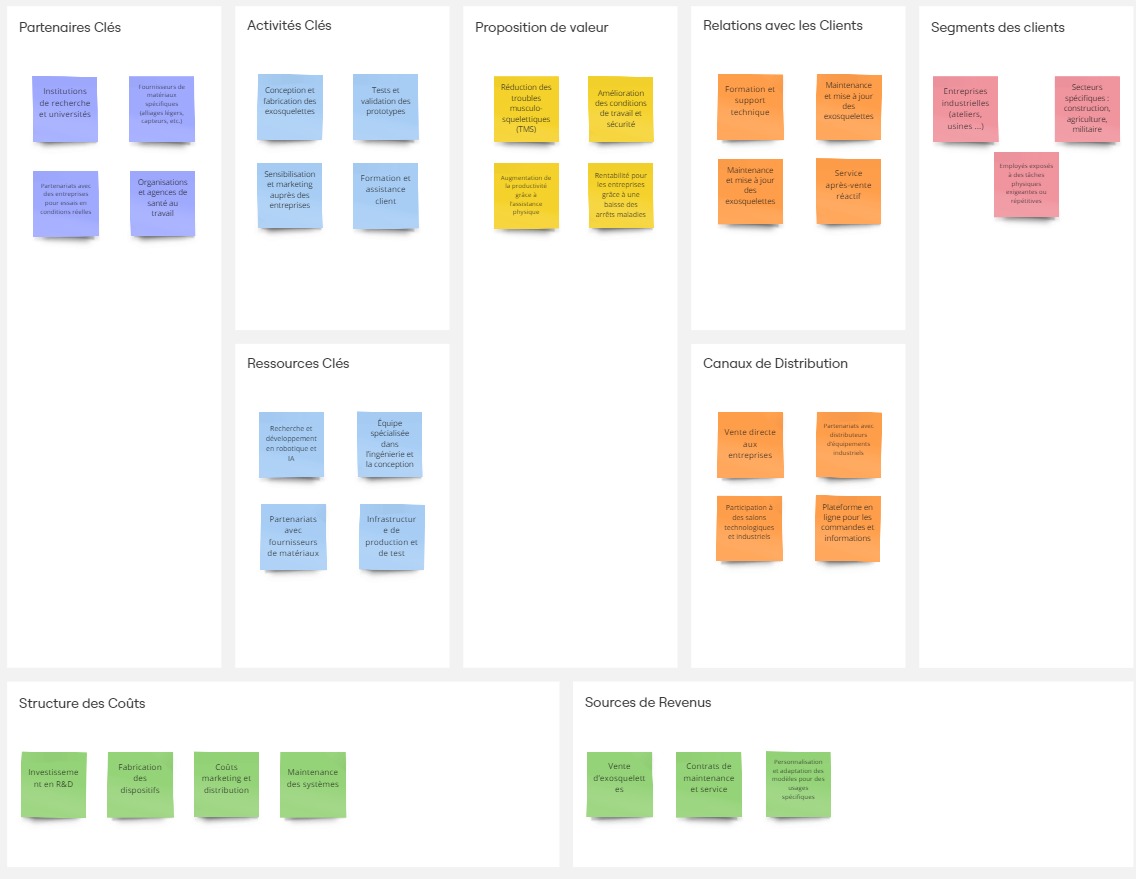 Partenaires Clés
Institutions
de recherche
et universités
Fournisseurs de
matériaux
spécifiques
(alliages légers,
capteurs, etc.)
Partenariats avec
des entreprises
pour essais en
conditions réelles
Organisations
et agences de
santé au
travail
Activités Clés
Conception et
fabrication des
exosquelettes
Tests et
validation des
prototypes
Sensibilisation
et marketing
auprès des
entreprises
Formation et
assistance
client
Ressources Clés
Recherche et
développement
en robotique et
IA
Équipe
spécialisée
dans
l'ingénierie et
la conception
Partenariats
avec
fournisseurs
de matériaux
Infrastructur
e de
production et
de test
Proposition de valeur
Réduction des
troubles
musculo-
squelettiques
(TMS)
Amélioration
des conditions
de travail et
sécurité
Augmentation de
la productivité
grâce à
l'assistance
physique
Rentabilité pour
les entreprises
grâce à une
baisse des
arrêts maladies
Relations avec les Clients
Formation et
support
technique
Maintenance
et mise à jour
des
exosquelettes
Maintenance
et mise à jour
des
exosquelettes
Service
après-vente
réactif
Canaux de Distribution
Vente directe
aux
entreprises
Partenariats avec
distributeurs
d'équipements
industriels
Participation à
des salons
technologiques
et industriels
Plateforme en
ligne pour les
commandes et
informations
Segments des clients
Entreprises
industrielles
(ateliers,
usines ...)
Secteurs
spécifiques :
construction,
agriculture,
militaire
Employés exposés
à des tâches
physiques
exigeantes ou
répétitives
Structure des Coûts
Investisseme
nt en R&D
Fabrication
des
dispositifs
Coûts
marketing et
distribution
Maintenance
des systèmes
Sources de Revenus
Vente
d'exosquelett
es
Contrats de
maintenance
et service
Personnalisation
et adaptation des
modèles pour des
usages
spécifiques